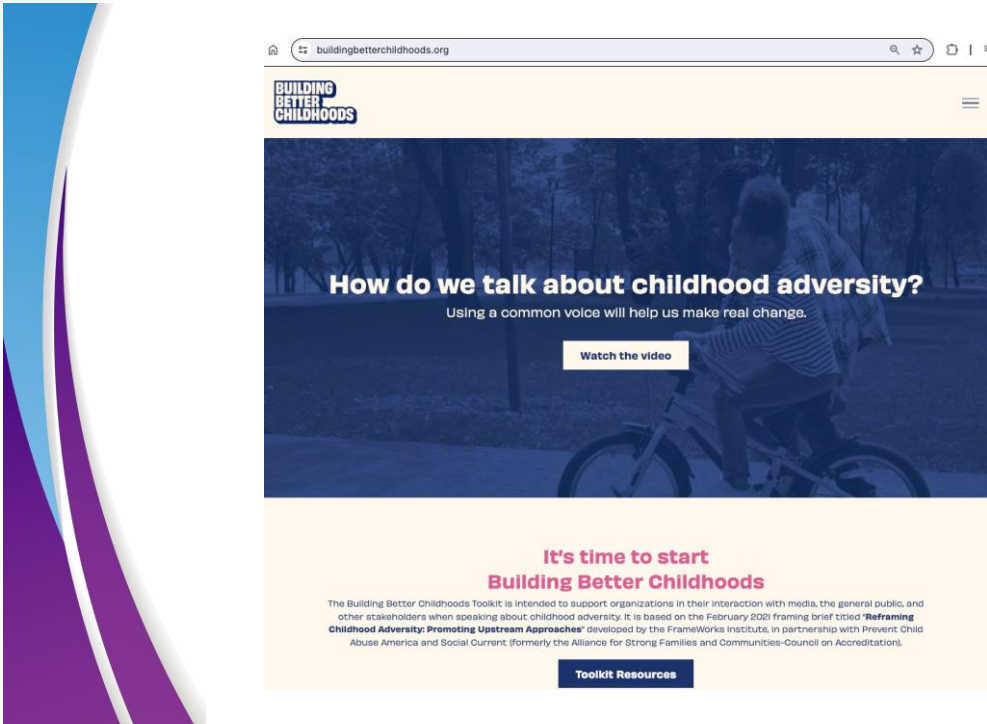 buildingbetterchildhoods.org
BUILDING
BETTER
CHILDHOODS
How do we talk about childhood adversity?
Using a common voice will help us make real change.
Watch the video
It's time to start
Building Better Childhoods
The Building Better Childhoods Toolkit is intended to support organizations in their interaction with media, the general public, and
other stakeholders when speaking about childhood adversity. It is based on the February 2021 framing brief titled "Reframing
Childhood Adversity: Promoting Upstream Approaches" developed by the FrameWorks Institute, in partnership with Prevent Child
Abuse America and Social Current (formerly the Alliance for Strong Families and Communities-Council on Accreditation).
Toolkit Resources